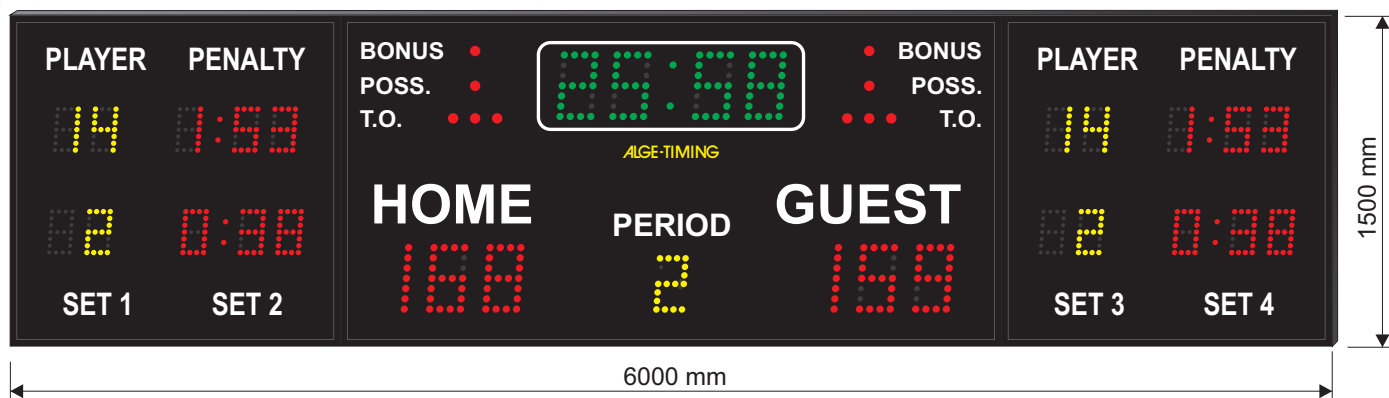 PLAYER PENALTY
14 1:53
2 0:38
SET 1 SET 2
BONUS
POSS.
T.O.
25:58
ALGE-TIMING
BONUS
POSS.
T.O.
HOME
168
PERIOD
2
GUEST
159
PLAYER PENALTY
14 1:53
2 0:38
SET 3 SET 4
1500 mm
6000 mm